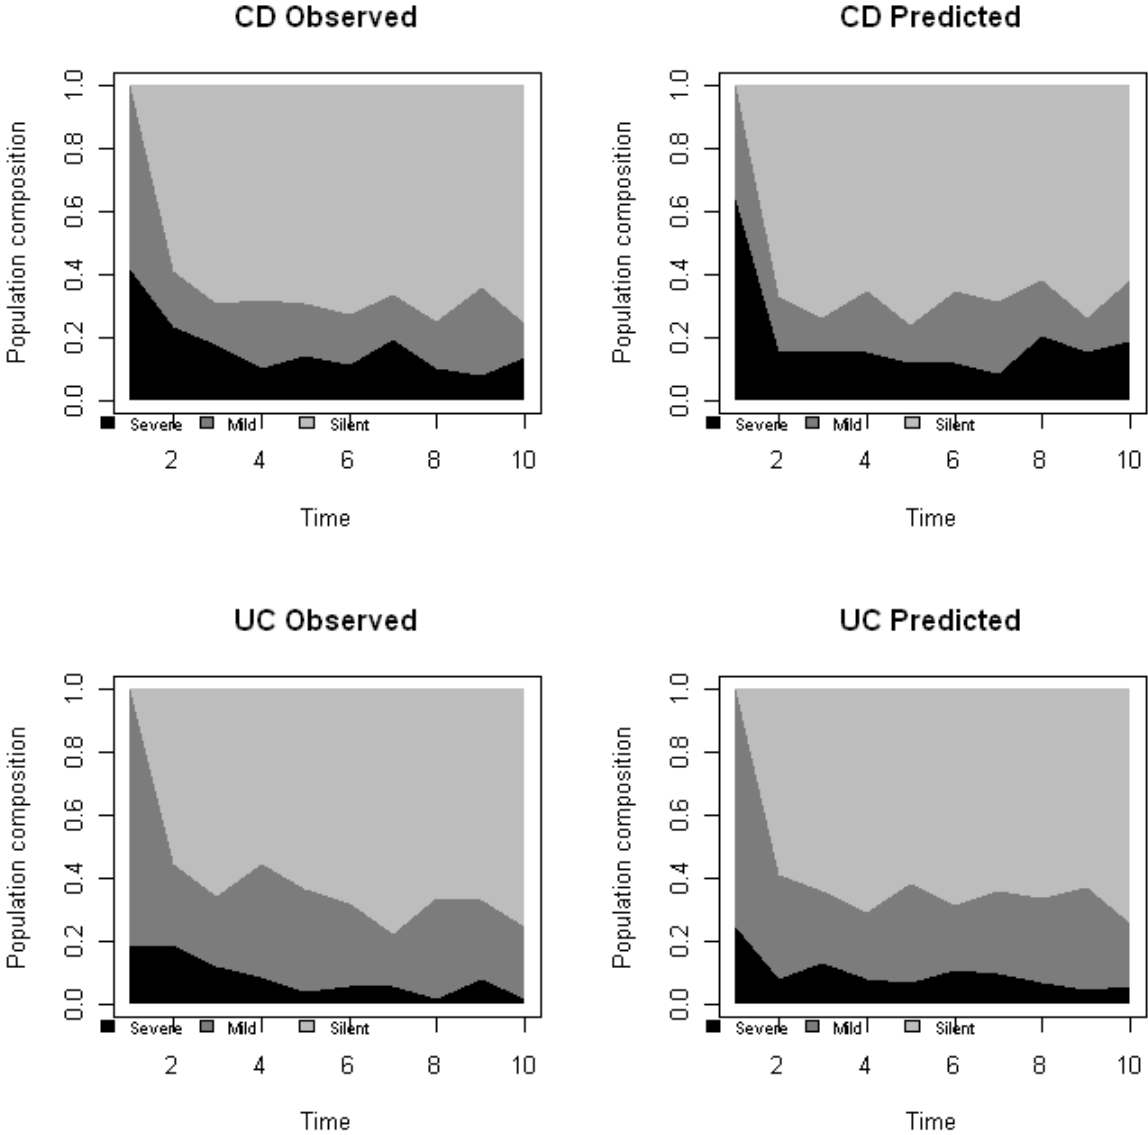 CD Observed
Population composition
0.0 0.2 0.4 0.6 0.8 1.0
Severe Mild Silent
2 4 6 8 10
Time
CD Predicted
Population composition
0.0 0.2 0.4 0.6 0.8 1.0
Severe Mild Silent
2 4 6 8 10
Time
UC Observed
Population composition
0.0 0.2 0.4 0.6 0.8 1.0
Severe Mild Silent
2 4 6 8 10
Time
UC Predicted
Population composition
0.0 0.2 0.4 0.6 0.8 1.0
Severe Mild Silent
2 4 6 8 10
Time